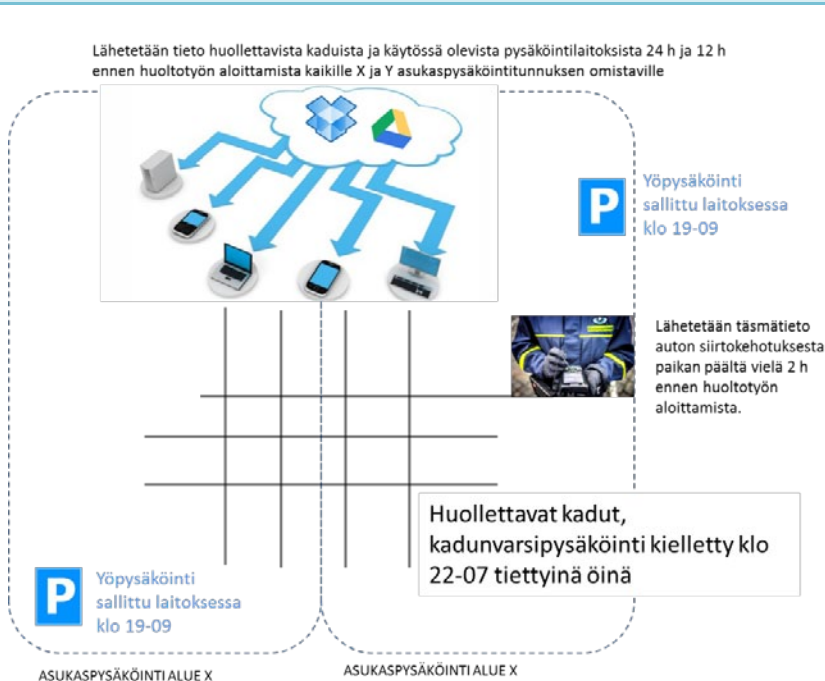 Lähetetään tieto huollettavista kaduista ja käytössä olevista pysäköintilaitoksista 24 h ja 12 h
ennen huoltotyön aloittamista kaikille X ja Y asukaspysäköintitunnuksen omistaville
P
Yöpysäköinti
sallittu laitoksessa
klo 19-09
Lähetetään täsmätieto
auton siirtokehotuksesta
paikan päältä vielä 2 h
ennen huoltotyön
aloittamista.
Huollettavat kadut,
kadunvarsipysäköinti kielletty klo
22-07 tiettyinä öinä
P
Yöpysäköinti
sallittu laitoksessa
klo 19-09
ASUKASPYSÄKÖINTI ALUE X
ASUKASPYSÄKÖINTI ALUE X